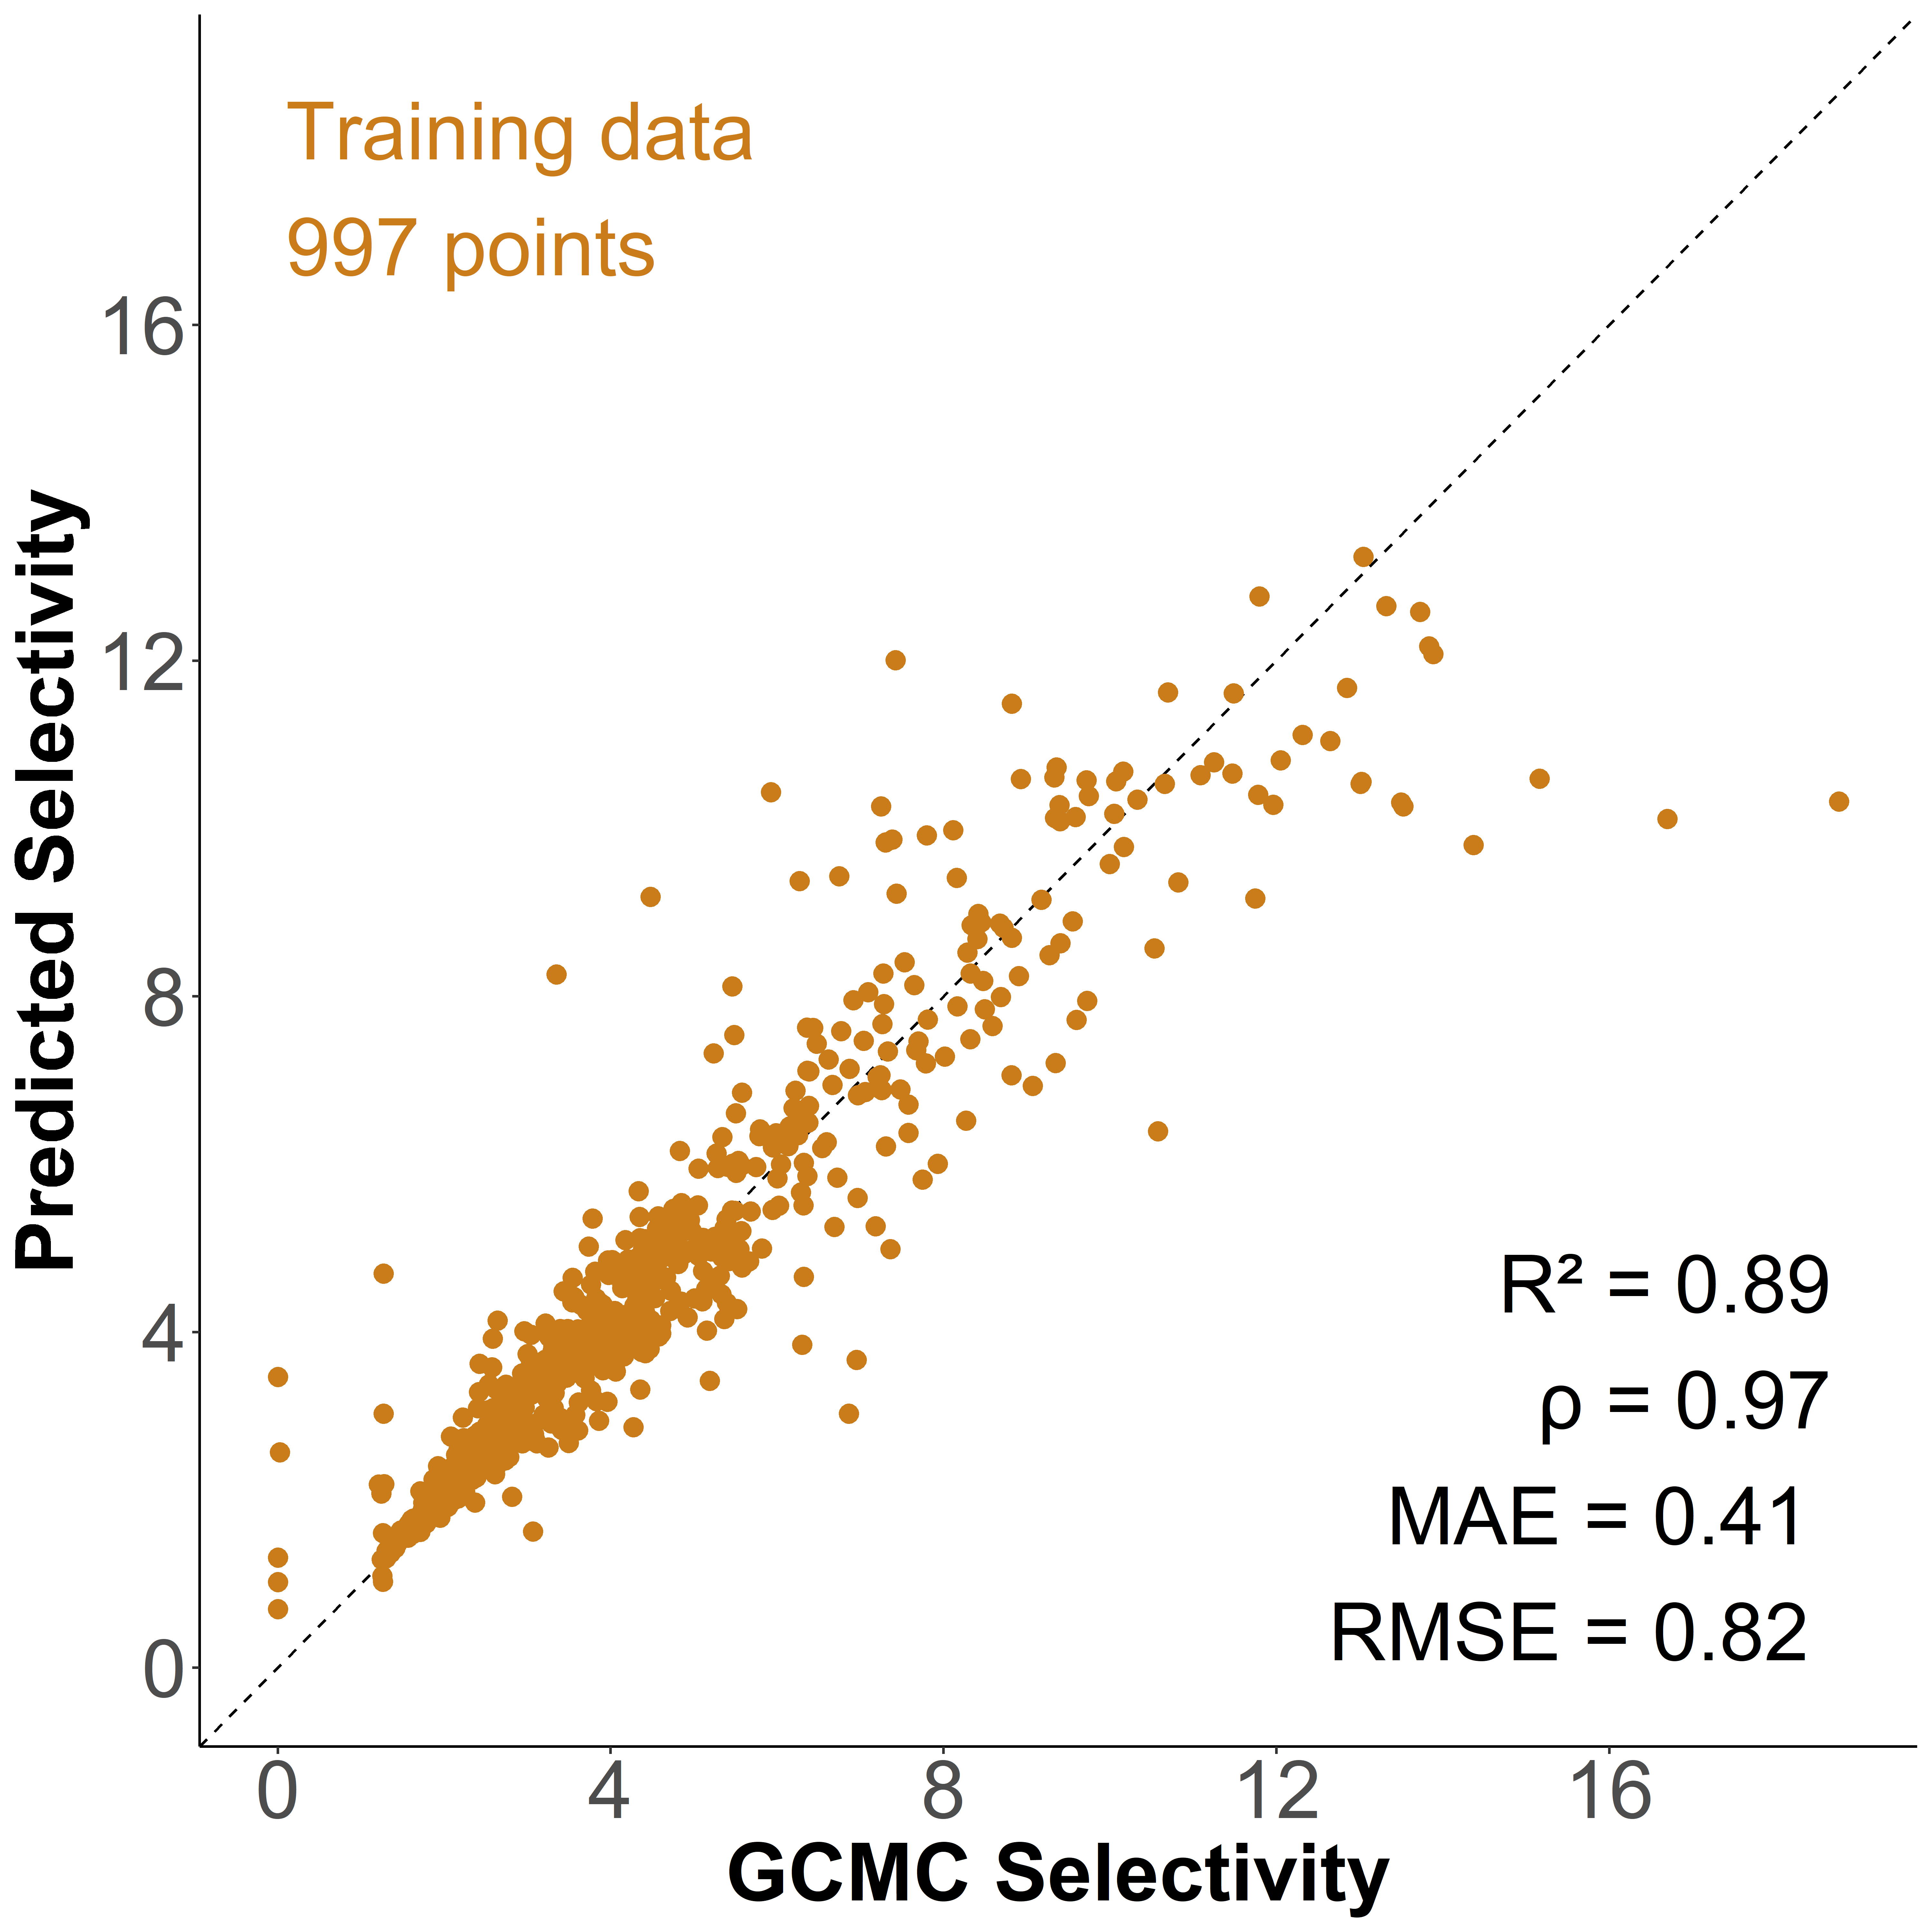 Training data
997 points
16
12
8
4
0
Predicted Selectivity
R² = 0.89
ρ = 0.97
MAE = 0.41
RMSE = 0.82
0 4 8 12 16
GCMC Selectivity